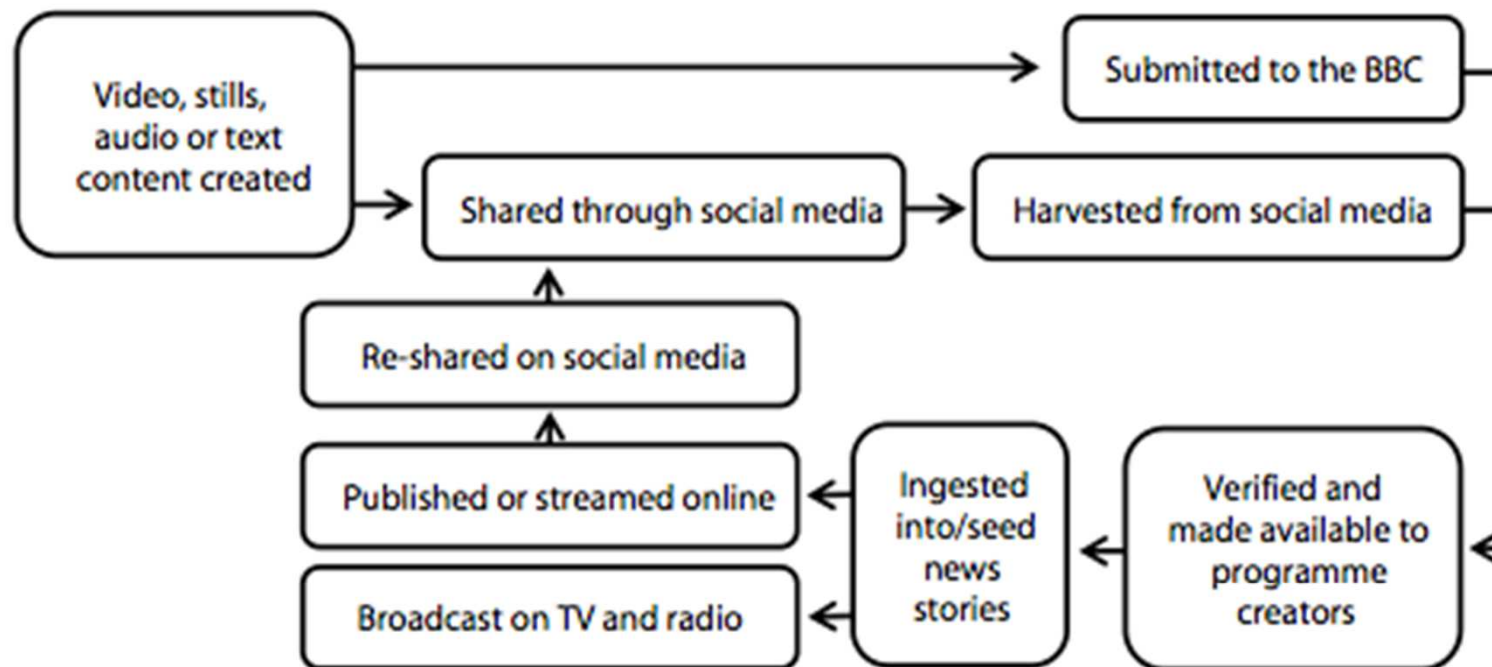 Video, stills,
audio or text
content created
Submitted to the BBC
Shared through social media
Harvested from social media
Re-shared on social media
Published or streamed online
Broadcast on TV and radio
Ingested
into/seed
news
stories
Verified and
made available to
programme
creators